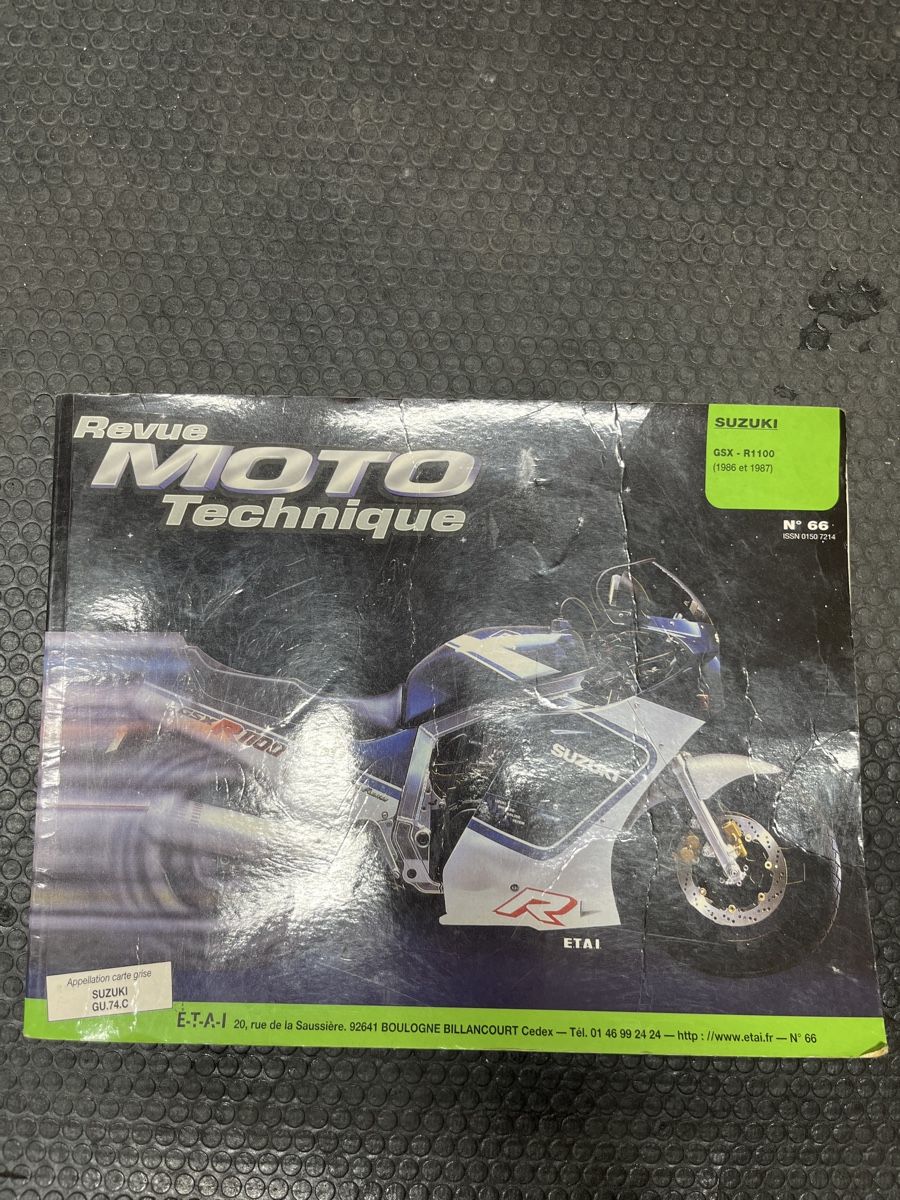 Revue
MOTO
Technique
SUZUKI
GSX - R1100
(1986 et 1987)
N° 66
ISSN 0150 7214
GSX-R1100
SUZUKI
R
ETAI
Appellation carte grise
SUZUKI
GU.74.C
E-T-A-I 20, rue de la Saussière. 92641 BOULOGNE BILLANCOURT Cedex — Tél. 01 46 99 24 24 — http : //www.etai.fr — N° 66